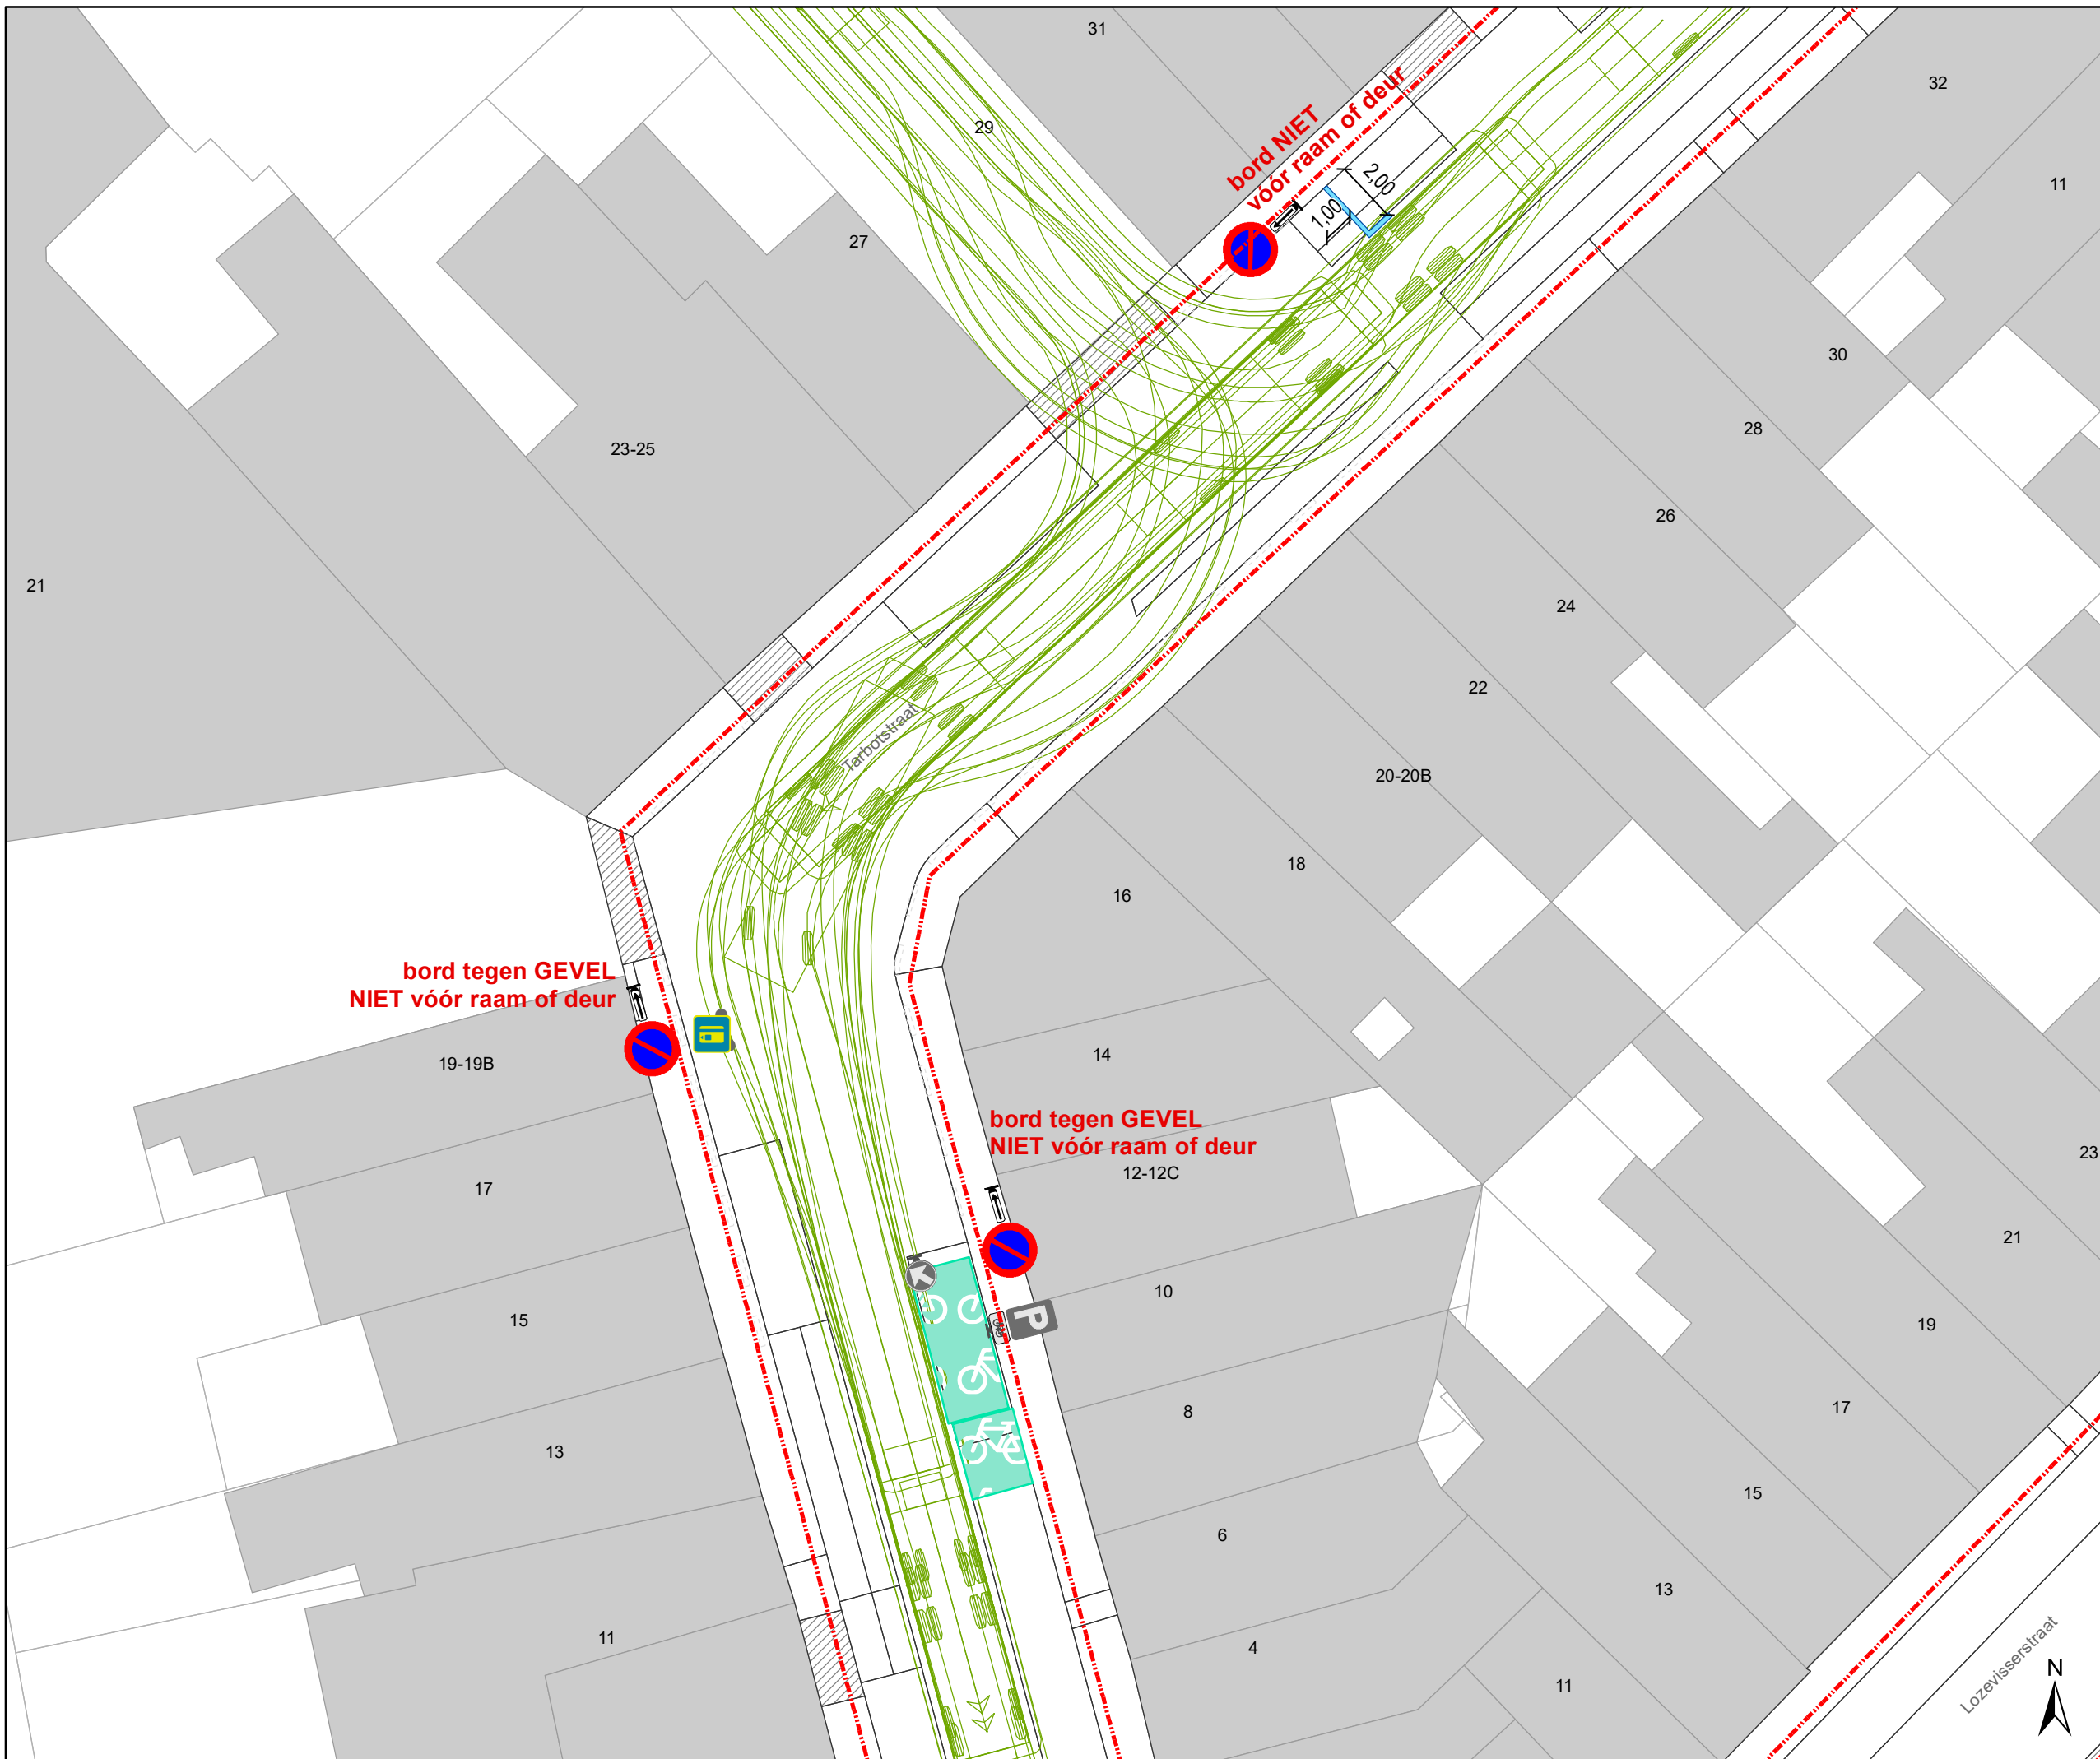 31
32
29
bord NIET
vóór raam of deur
2,00
1,00
11
27
30
28
23-25
26
21
24
22
Tarbotstraat
20-20B
18
16
bord tegen GEVEL
NIET vóór raam of deur
19-19B
14
bord tegen GEVEL
NIET vóór raam of deur
12-12C
23
17
21
10
P
15
19
8
17
13
15
6
13
11
4
11
Lozevisserstraat
N